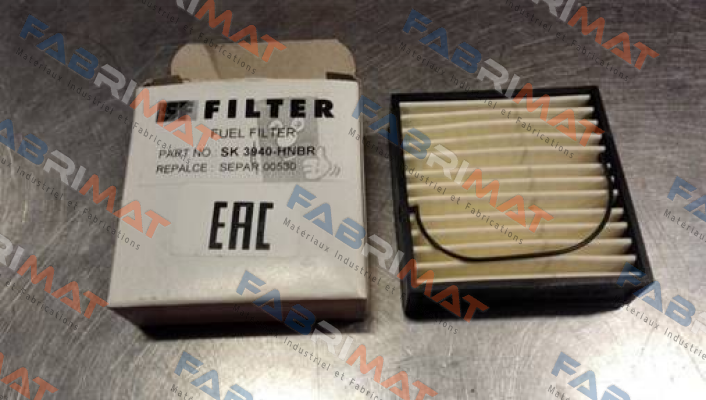 SF FILTER
FUEL FILTER
PART NO : SK 3940-HNBR
REPALCE : SEPAR 00530
EAC
FABRIMAT
Materiaux Industriel et Fabrications